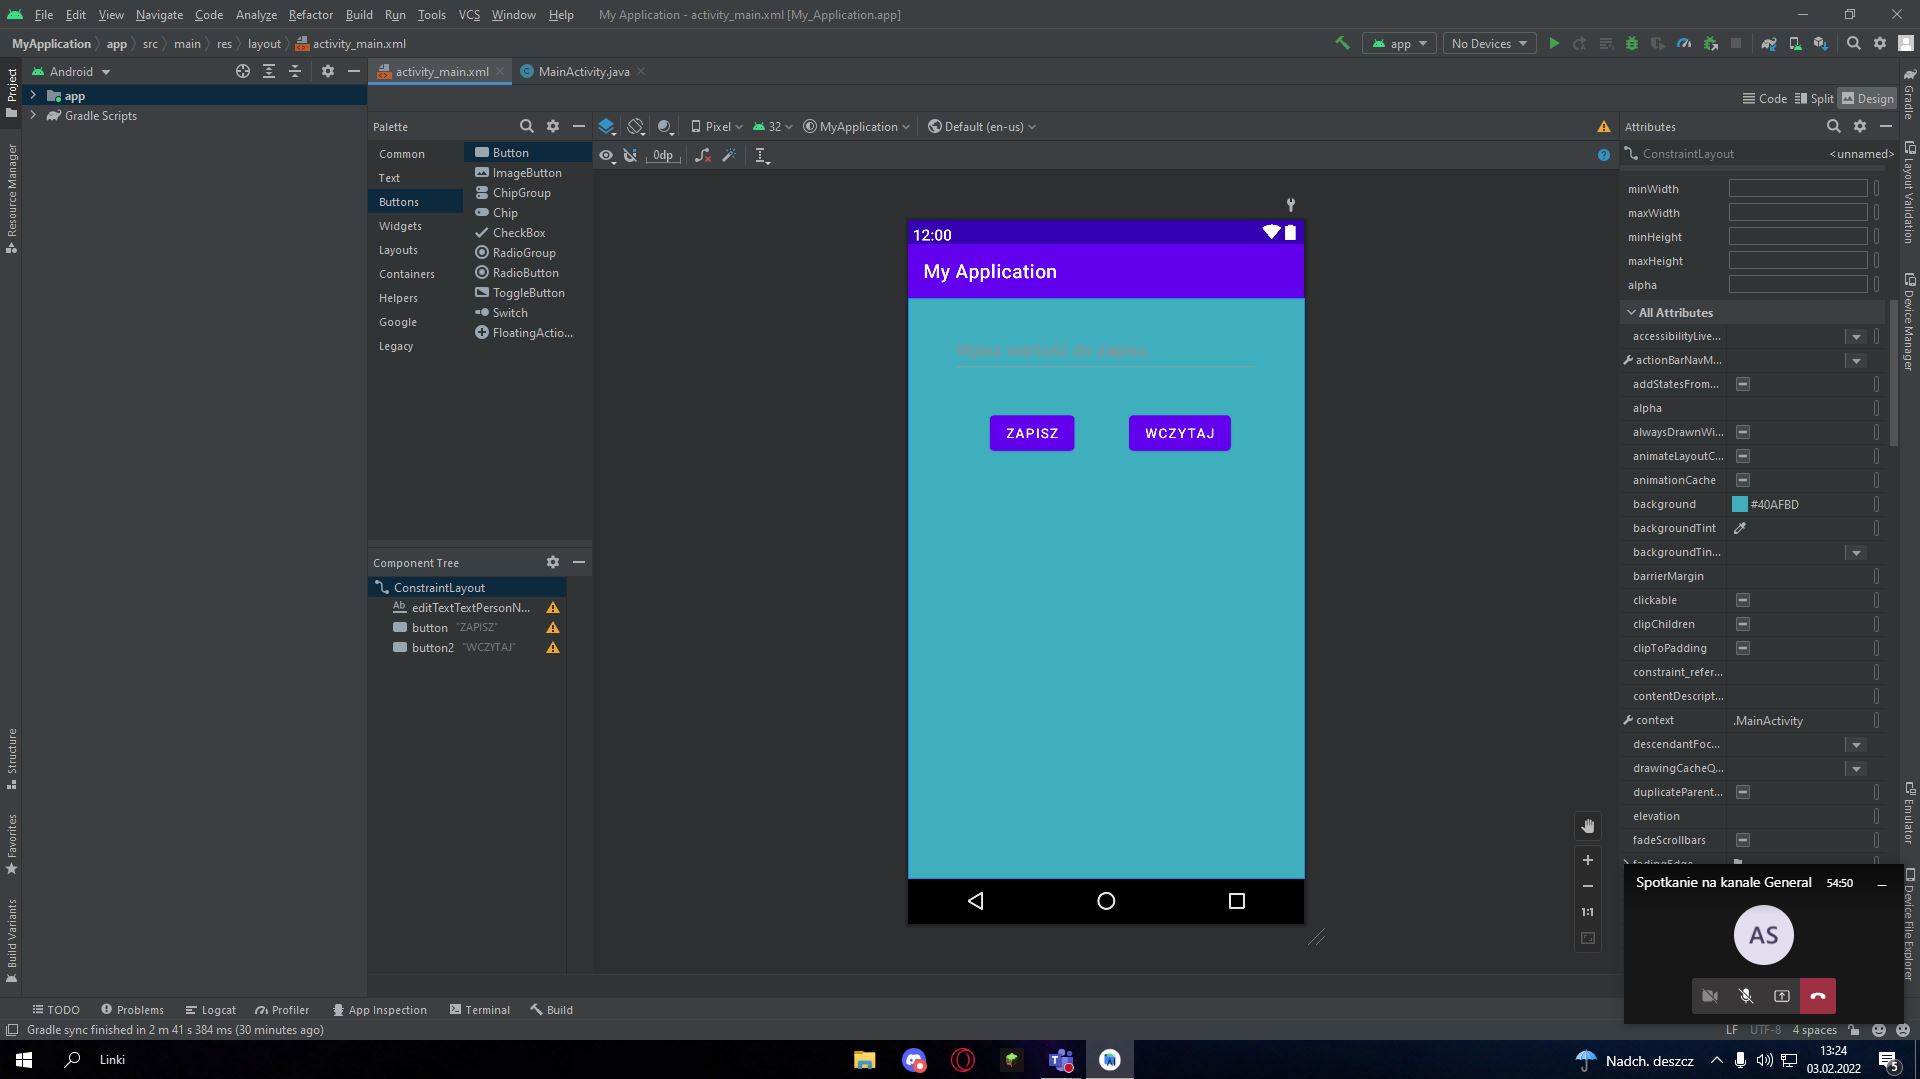 File Edit View Navigate Code Analyze Refactor Build Run Tools VCS Window Help My Application - activity_main.xml [My_Application.app]
MyApplication app src main res layout activity_main.xml
app No Devices
Android
activity_main.xml MainActivity.java
Project
Resource Manager
Structure
Favorites
Build Variants
app
Gradle Scripts
Code Split Design
Palette
Common
Text
Buttons
Widgets
Layouts
Containers
Helpers
Google
Legacy
Button
ImageButton
ChipGroup
Chip
CheckBox
RadioGroup
RadioButton
ToggleButton
Switch
FloatingActio...
Pixel 32 MyApplication Default (en-us)
0dp
Component Tree
ConstraintLayout
Ab editTextTextPersonN...
button "ZAPISZ"
button2 "WCZYTAJ"
12:00
My Application
Wpisz wartość do zapisu
ZAPISZ WCZYTAJ
1:1
Attributes
ConstraintLayout <unnamed>
minWidth
maxWidth
minHeight
maxHeight
alpha
All Attributes
accessibilityLive...
actionBarNavM...
addStatesFrom...
alpha
alwaysDrawnWi...
animateLayoutC...
animationCache
background #40AFBD
backgroundTint
backgroundTin...
barrierMargin
clickable
clipChildren
clipToPadding
constraint_refer...
contentDescript...
context .MainActivity
descendantFoc...
drawingCacheQ...
duplicateParent...
elevation
fadeScrollbars
fadingEdge
Gradle
Layout Validation
Device Manager
Emulator
Device File Explorer
Spotkanie na kanale General 54:50
AS
TODO Problems Logcat Profiler App Inspection Terminal Build
Gradle sync finished in 2 m 41 s 384 ms (30 minutes ago)
LF UTF-8 4 spaces
Linki
Nadch. deszcz
13:24
03.02.2022
5